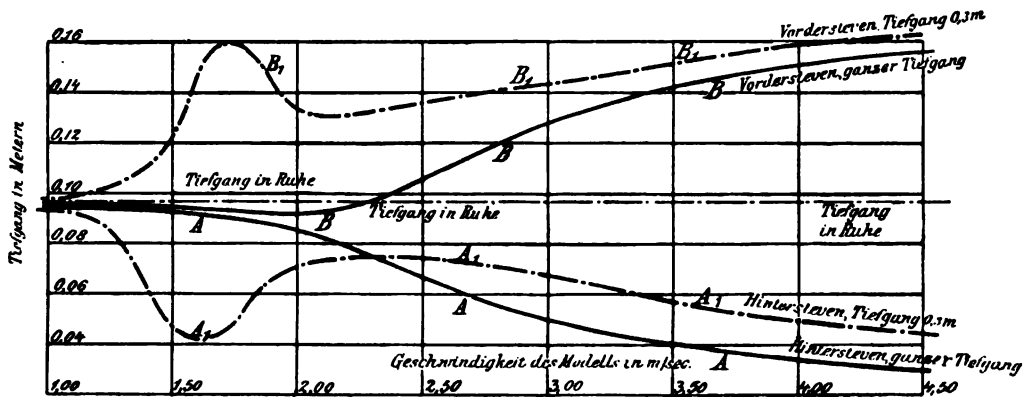 Vordersteven, Tiefgang 0,3m
0,16
B1
B1
B1
Vordersteven, ganzer Tiefgang
0,14
B
0,12
B
Tiefgang in Metern
0,10
Tiefgang in Ruhe
A
B
Tiefgang in Ruhe
Tiefgang
in Ruhe
0,08
A1
0,06
A
A1
Hintersteven, Tiefgang 0,3m
A1
0,04
Geschwindigkeit des Modells in m/sec.
A
Hintersteven, ganzer Tiefgang
1,00
1,50
2,00
2,50
3,00
3,50
4,00
4,50